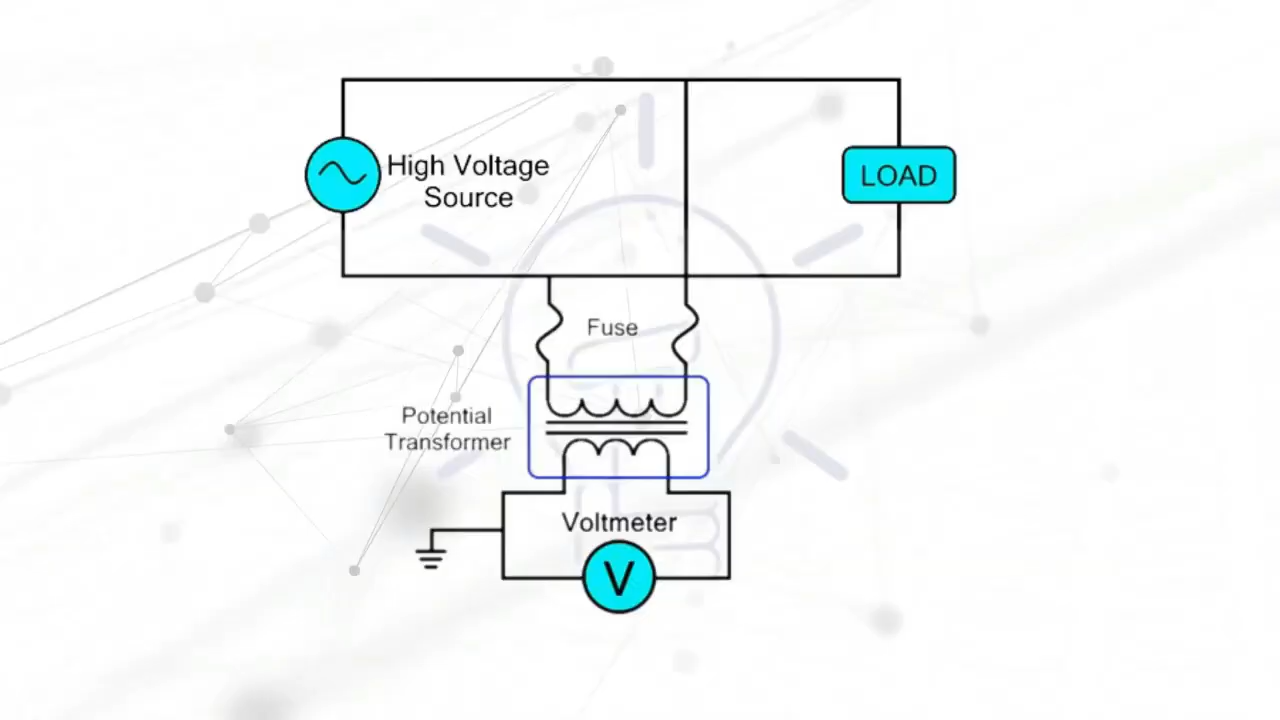 High Voltage
Source
LOAD
Fuse
Potential
Transformer
Voltmeter
V